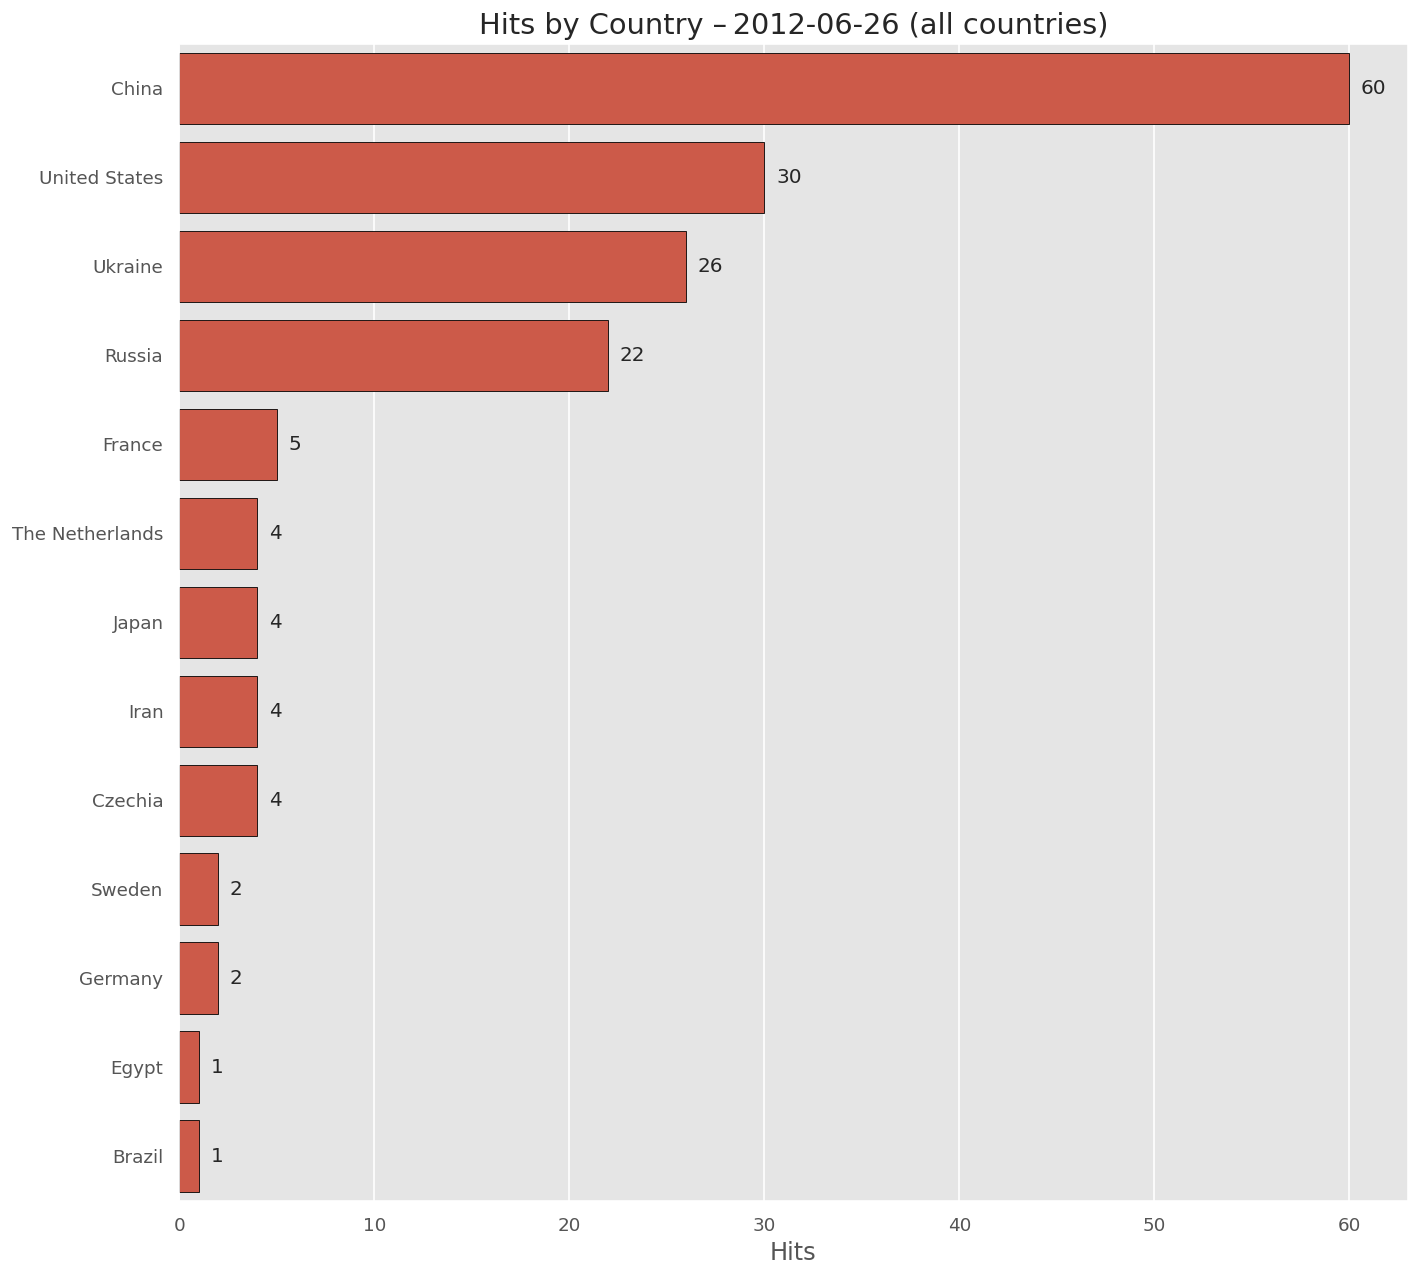 Hits by Country – 2012-06-26 (all countries)
China 60
United States 30
Ukraine 26
Russia 22
France 5
The Netherlands 4
Japan 4
Iran 4
Czechia 4
Sweden 2
Germany 2
Egypt 1
Brazil 1
0 10 20 30 40 50 60
Hits